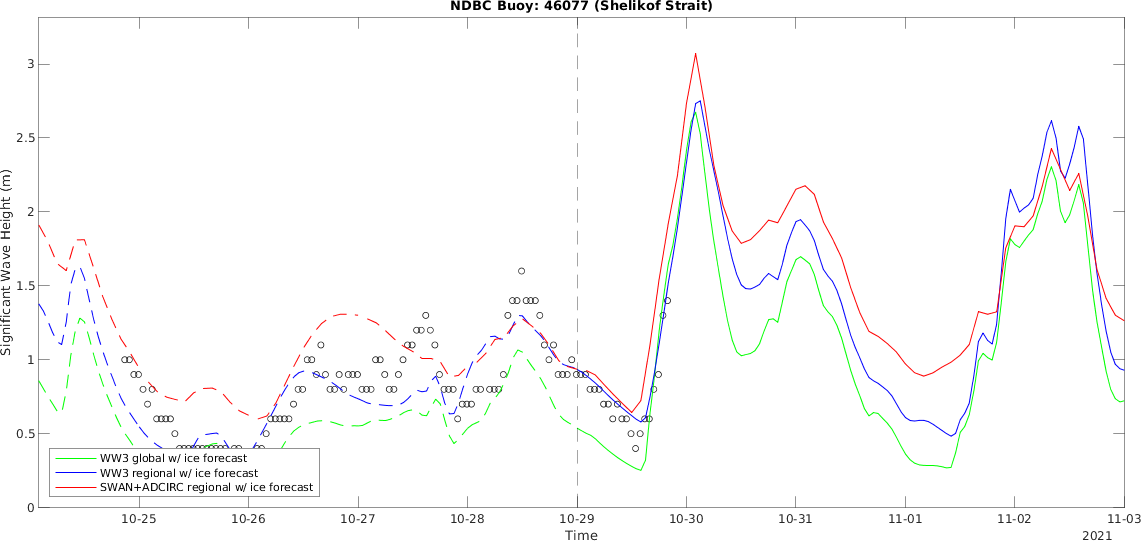 NDBC Buoy: 46077 (Shelikof Strait)
Significant Wave Height (m)
3
2.5
2
1.5
1
0.5
0
WW3 global w/ ice forecast
WW3 regional w/ ice forecast
SWAN+ADCIRC regional w/ ice forecast
10-25 10-26 10-27 10-28 10-29 10-30 10-31 11-01 11-02 11-03
Time
2021